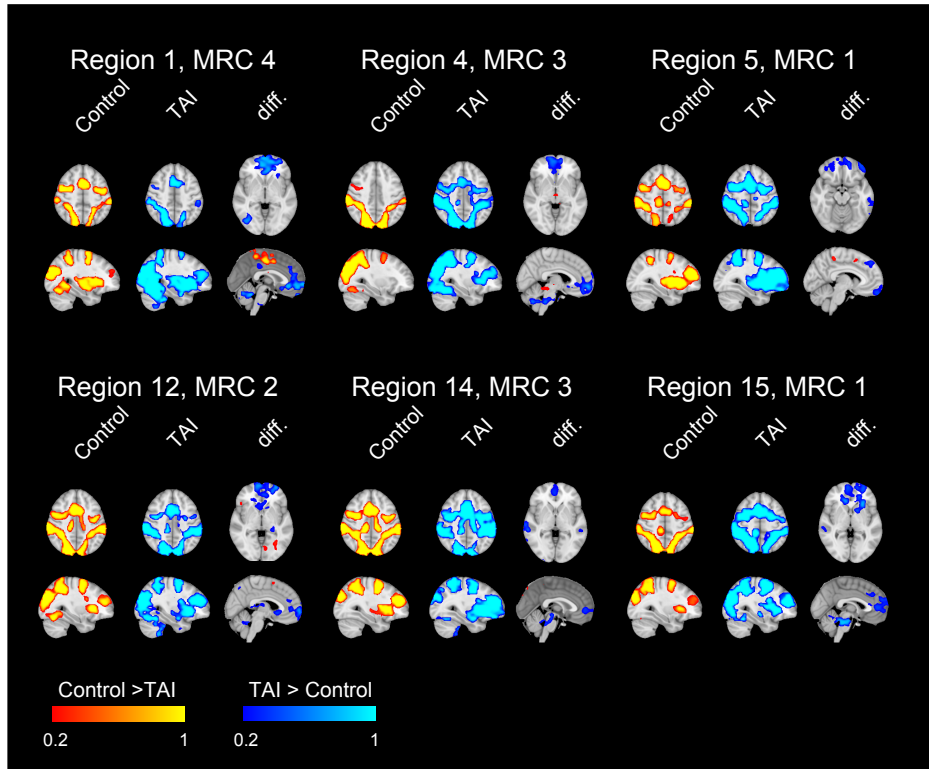 Region 1, MRC 4
Control TAI diff.
Region 4, MRC 3
Control TAI diff.
Region 5, MRC 1
Control TAI diff.
Region 12, MRC 2
Control TAI diff.
Region 14, MRC 3
Control TAI diff.
Region 15, MRC 1
Control TAI diff.
Control >TAI
0.2 1
TAI > Control
0.2 1